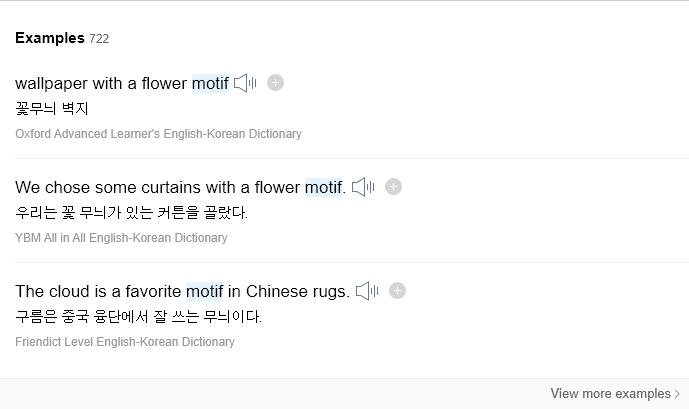 Examples 722
wallpaper with a flower motif
꽃무늬 벽지
Oxford Advanced Learner's English-Korean Dictionary
We chose some curtains with a flower motif.
우리는 꽃 무늬가 있는 커튼을 골랐다.
YBM All in All English-Korean Dictionary
The cloud is a favorite motif in Chinese rugs.
구름은 중국 융단에서 잘 쓰는 무늬이다.
Friendict Level English-Korean Dictionary
View more examples